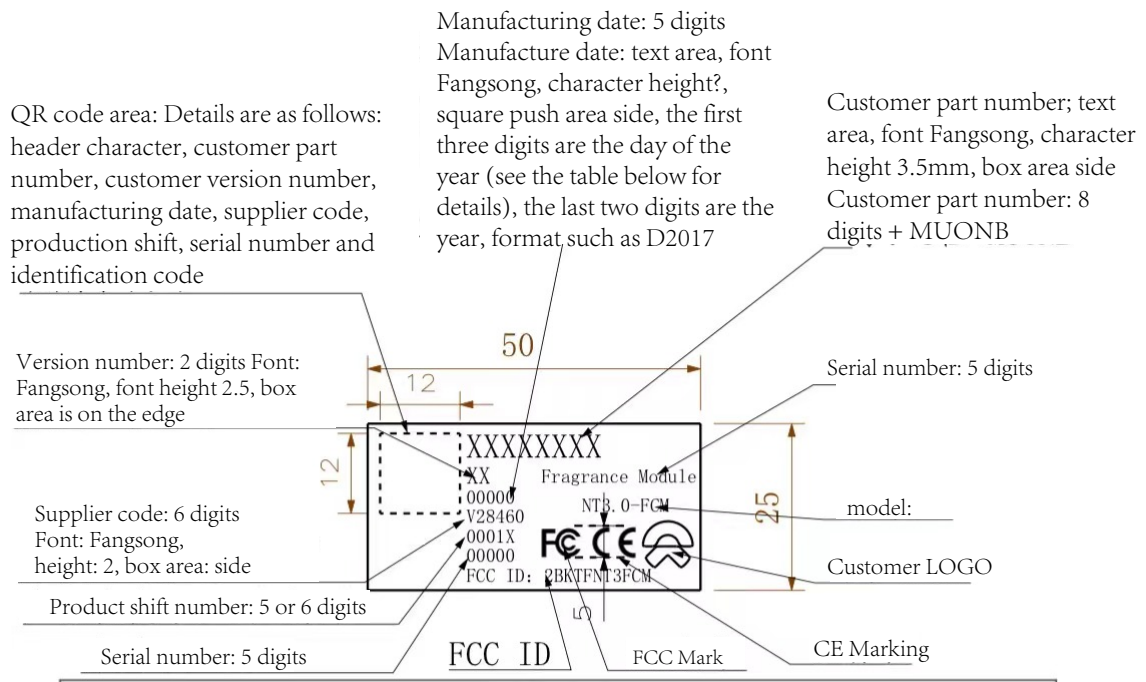 Manufacturing date: 5 digits
Manufacture date: text area, font
Fangsong, character height?,
square push area side, the first
three digits are the day of the
year (see the table below for
details), the last two digits are the
year, format such as D2017
QR code area: Details are as follows:
header character, customer part
number, customer version number,
manufacturing date, supplier code,
production shift, serial number and
identification code
Customer part number; text
area, font Fangsong, character
height 3.5mm, box area side
Customer part number: 8
digits + MUONB
Version number: 2 digits Font:
Fangsong, font height 2.5, box
area is on the edge
50
12
Serial number: 5 digits
12
XXXXXXXX
XX
Fragrance Module
00000
NT3.0-FCM
V28460
0001X
00000
FCC ID: 2BKTFNT3FCM
FC CE
25
5
model:
Supplier code: 6 digits
Font: Fangsong,
height: 2, box area: side
Customer LOGO
Product shift number: 5 or 6 digits
Serial number: 5 digits
FCC ID
FCC Mark
CE Marking